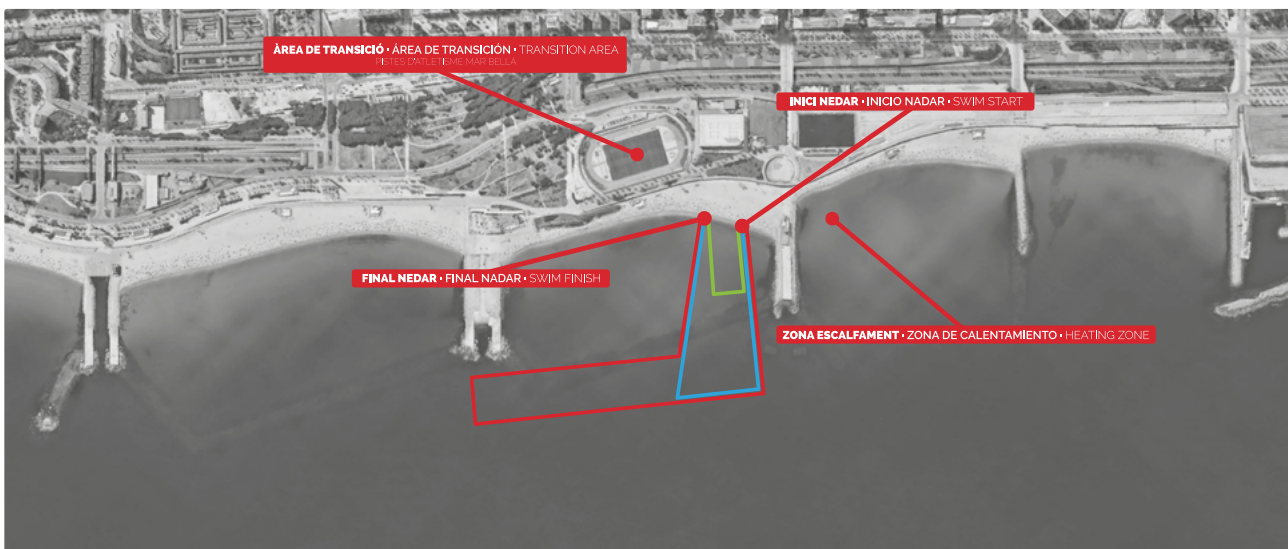 ÀREA DE TRANSICIÓ · ÁREA DE TRANSICIÓN · TRANSITION AREA
PISTES D'ATLETISME MAR BELLA
INICI NEDAR · INICIO NADAR · SWIM START
FINAL NEDAR · FINAL NADAR · SWIM FINISH
ZONA ESCALFAMENT · ZONA DE CALENTAMIENTO · HEATING ZONE